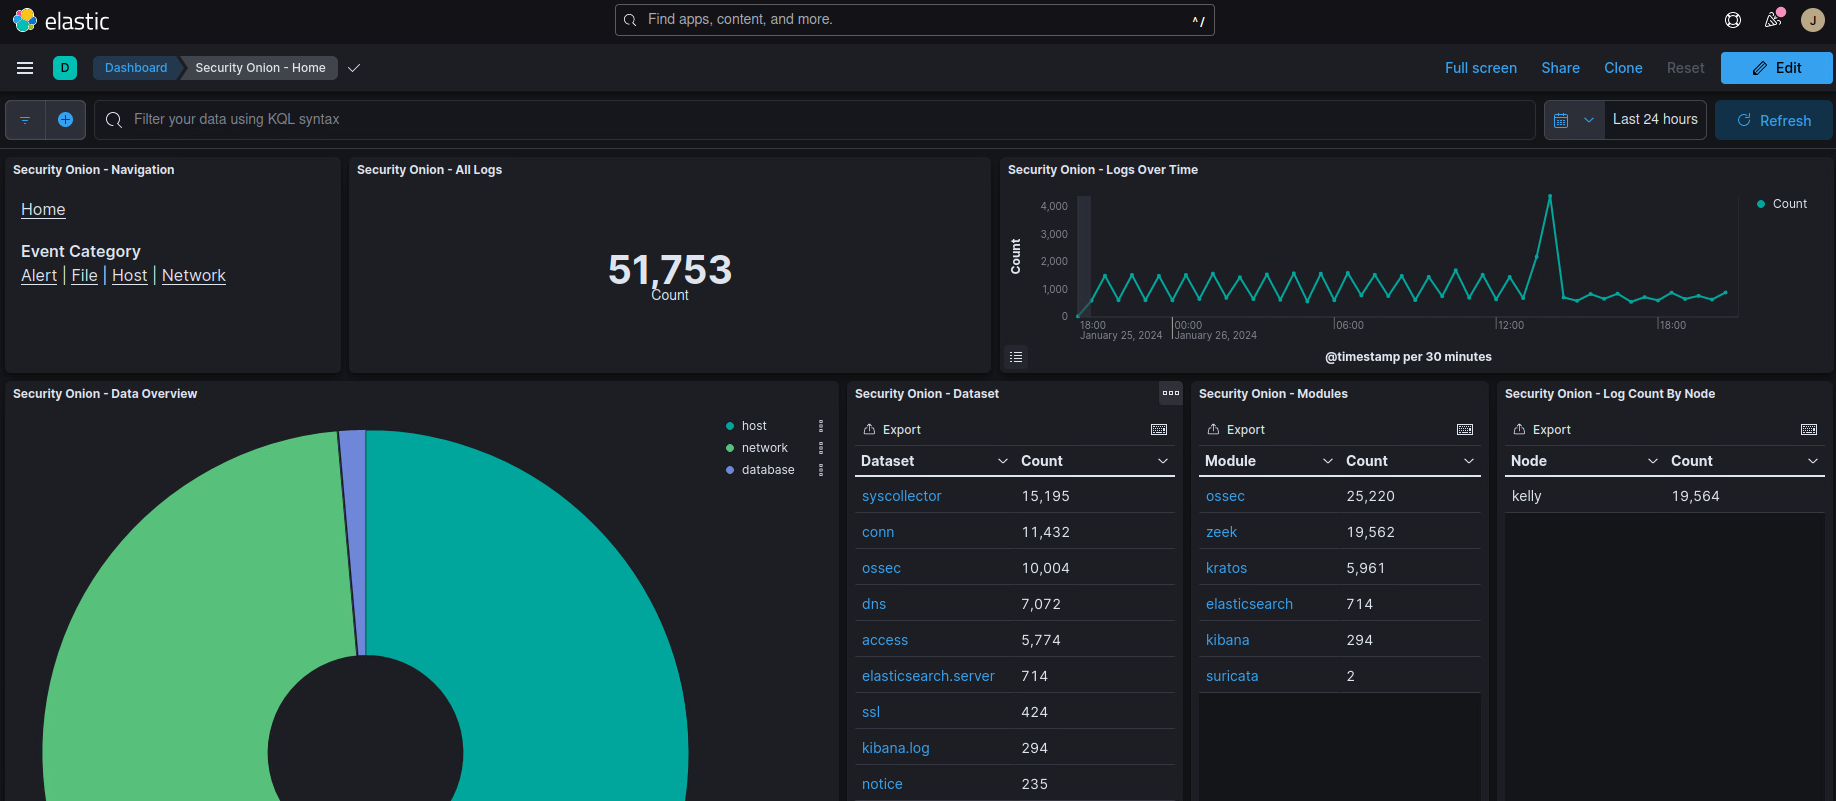 elastic
Find apps, content, and more.
^/
J
D
Dashboard
Security Onion - Home
Full screen
Share
Clone
Reset
Edit
Filter your data using KQL syntax
Last 24 hours
Refresh
Security Onion - Navigation
Home
Event Category
Alert | File | Host | Network
Security Onion - All Logs
51,753
Count
Security Onion - Logs Over Time
Count
4,000
3,000
2,000
1,000
0
18:00
January 25, 2024
00:00
January 26, 2024
06:00
12:00
18:00
@timestamp per 30 minutes
Count
Security Onion - Data Overview
host
network
database
Security Onion - Dataset
Export
Dataset Count
syscollector 15,195
conn 11,432
ossec 10,004
dns 7,072
access 5,774
elasticsearch.server 714
ssl 424
kibana.log 294
notice 235
Security Onion - Modules
Export
Module Count
ossec 25,220
zeek 19,562
kratos 5,961
elasticsearch 714
kibana 294
suricata 2
Security Onion - Log Count By Node
Export
Node Count
kelly 19,564